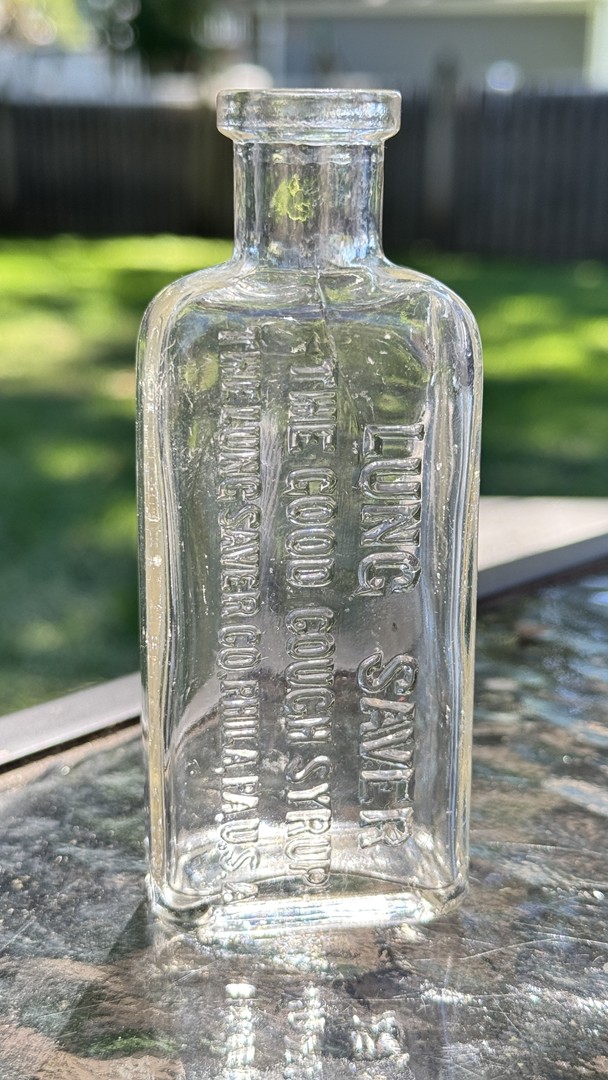 LUNG SAVER
THE GOOD COUGH SYRUP.
THE LUNG SAVER CO PHILA PA. U.S.A